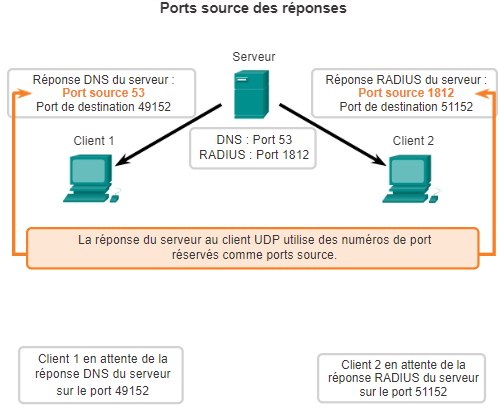 Ports source des réponses
Serveur
Réponse DNS du serveur :
Port source 53
Port de destination 49152
Réponse RADIUS du serveur :
Port source 1812
Port de destination 51152
Client 1
DNS : Port 53
RADIUS : Port 1812
Client 2
La réponse du serveur au client UDP utilise des numéros de port
réservés comme ports source.
Client 1 en attente de la
réponse DNS du serveur
sur le port 49152
Client 2 en attente de la
réponse RADIUS du serveur
sur le port 51152